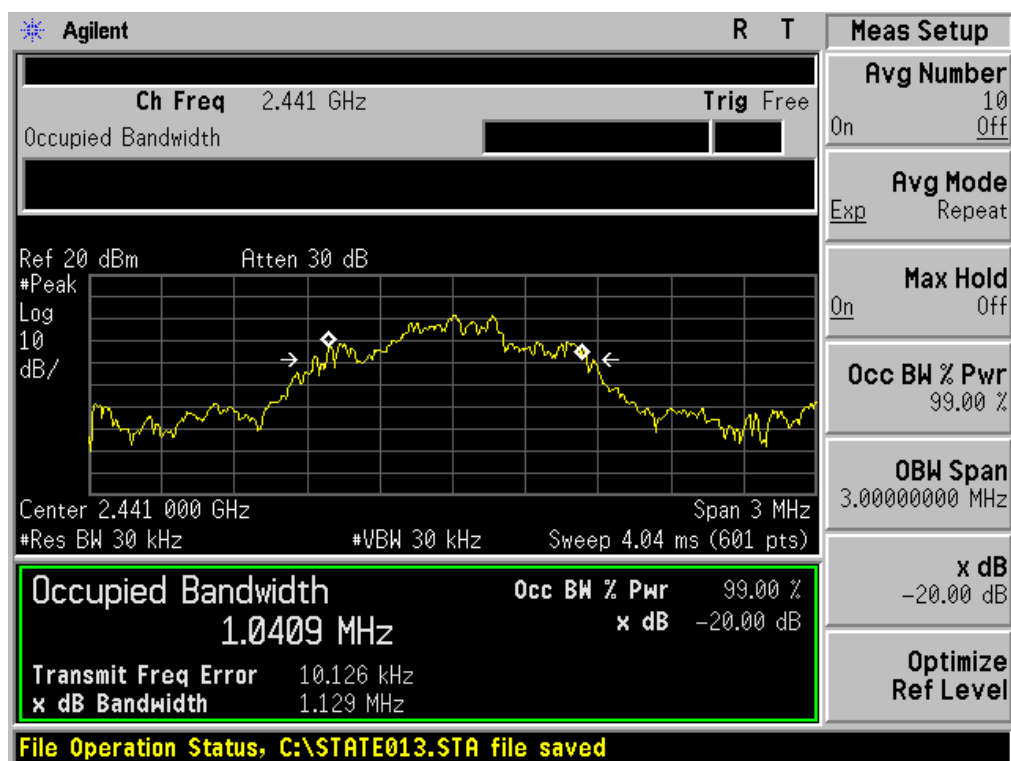 Agilent R T
Ch Freq 2.441 GHz Trig Free
Occupied Bandwidth
Ref 20 dBm Atten 30 dB
#Peak
Log
10
dB/
Center 2.441 000 GHz Span 3 MHz
#Res BW 30 kHz #VBW 30 kHz Sweep 4.04 ms (601 pts)
Occupied Bandwidth Occ BW % Pwr 99.00 %
1.0409 MHz x dB -20.00 dB
Transmit Freq Error 10.126 kHz
x dB Bandwidth 1.129 MHz
File Operation Status, C:\STATE013.STA file saved
Meas Setup
Avg Number
10
On Off
Avg Mode
Exp Repeat
Max Hold
On Off
Occ BW % Pwr
99.00 %
OBW Span
3.00000000 MHz
x dB
-20.00 dB
Optimize
Ref Level